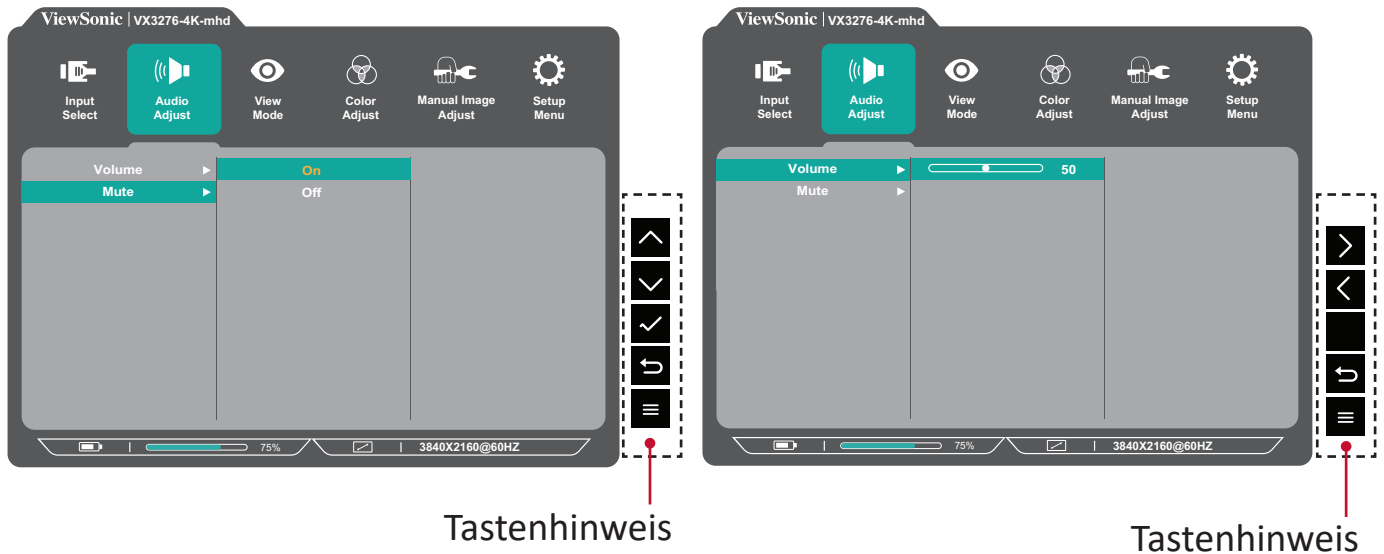 ViewSonic | VX3276-4K-mhd
Input Select
Audio Adjust
View Mode
Color Adjust
Manual Image Adjust
Setup Menu
Volume
On
Mute
Off
75%
3840X2160@60HZ
Tastenhinweis
ViewSonic | VX3276-4K-mhd
Input Select
Audio Adjust
View Mode
Color Adjust
Manual Image Adjust
Setup Menu
Volume
50
Mute
75%
3840X2160@60HZ
Tastenhinweis